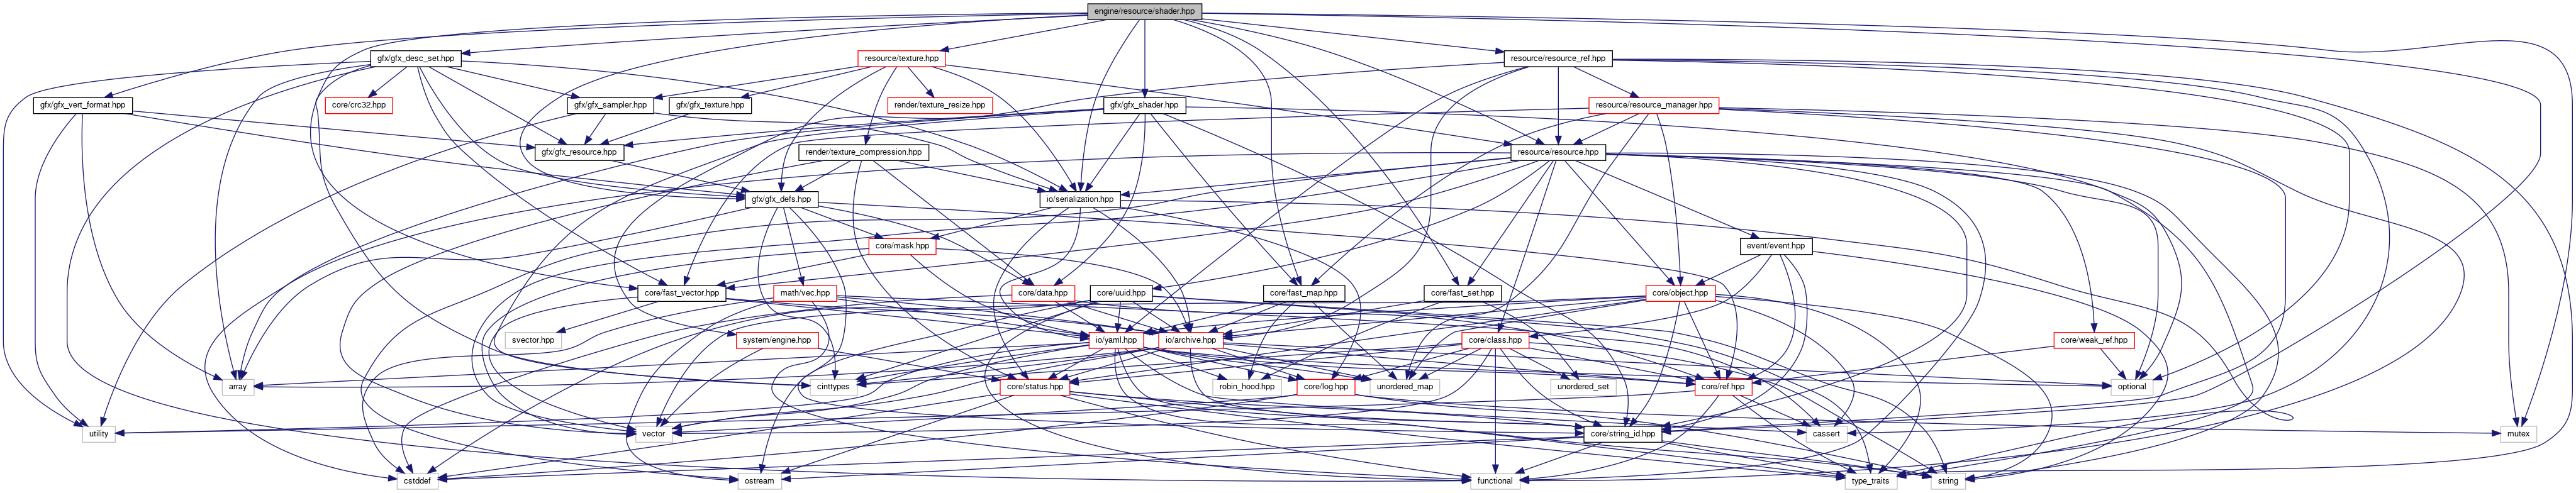 engine/resource/shader.hpp
gfx/gfx_desc_set.hpp
resource/texture.hpp
resource/resource_ref.hpp
gfx/gfx_vert_format.hpp
core/crc32.hpp
gfx/gfx_sampler.hpp
gfx/gfx_texture.hpp
render/texture_resize.hpp
gfx/gfx_shader.hpp
resource/resource_manager.hpp
gfx/gfx_resource.hpp
render/texture_compression.hpp
resource/resource.hpp
gfx/gfx_defs.hpp
io/serialization.hpp
core/mask.hpp
event/event.hpp
core/fast_vector.hpp
math/vec.hpp
core/data.hpp
core/uuid.hpp
core/fast_map.hpp
core/fast_set.hpp
core/object.hpp
svector.hpp
system/engine.hpp
io/yaml.hpp
io/archive.hpp
core/class.hpp
core/weak_ref.hpp
array
cinttypes
core/status.hpp
robin_hood.hpp
core/log.hpp
unordered_map
unordered_set
core/ref.hpp
optional
utility
vector
core/string_id.hpp
cassert
mutex
cstddef
ostream
functional
type_traits
string